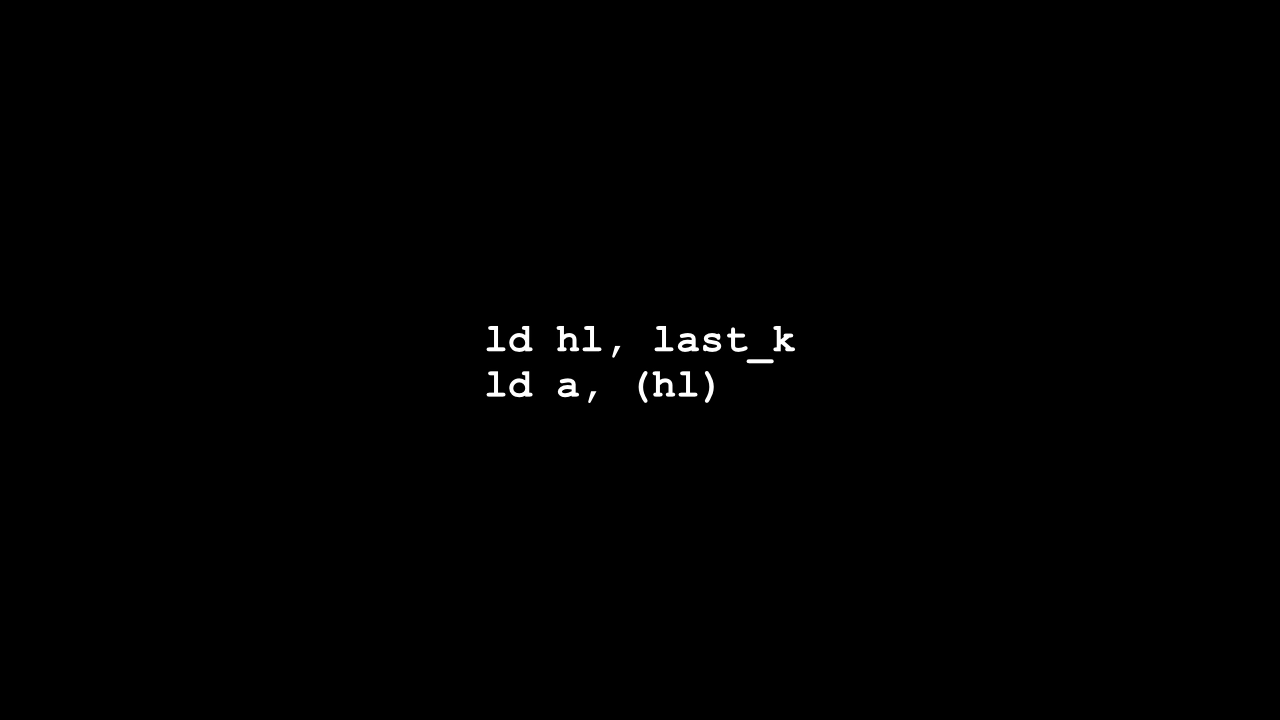 ld hl, last_k
ld a, (hl)